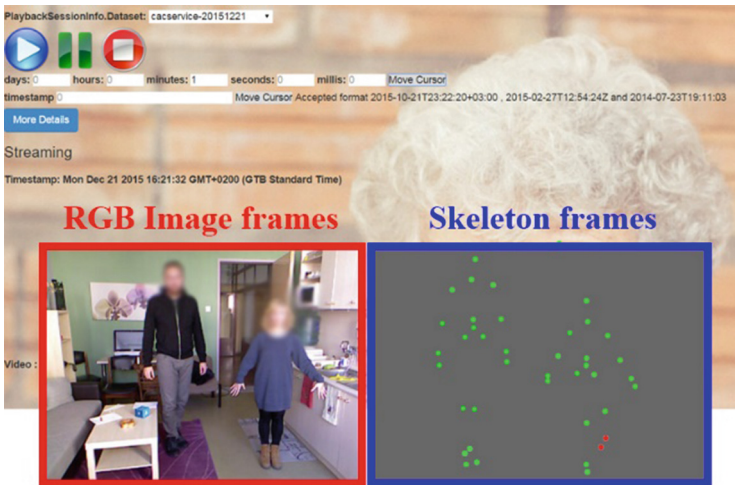 PlaybackSessionInfo.Dataset: cacservice-20151221
days: 0 hours: 0 minutes: 1 seconds: 0 millis: 0 Move Cursor
timestamp 0 Move Cursor Accepted format 2015-10-21T23:22:20+03:00 , 2015-02-27T12:54:24Z and 2014-07-23T19:11:03
More Details
Streaming
Timestamp: Mon Dec 21 2015 16:21:32 GMT+0200 (GTB Standard Time)
RGB Image frames Skeleton frames
Video :